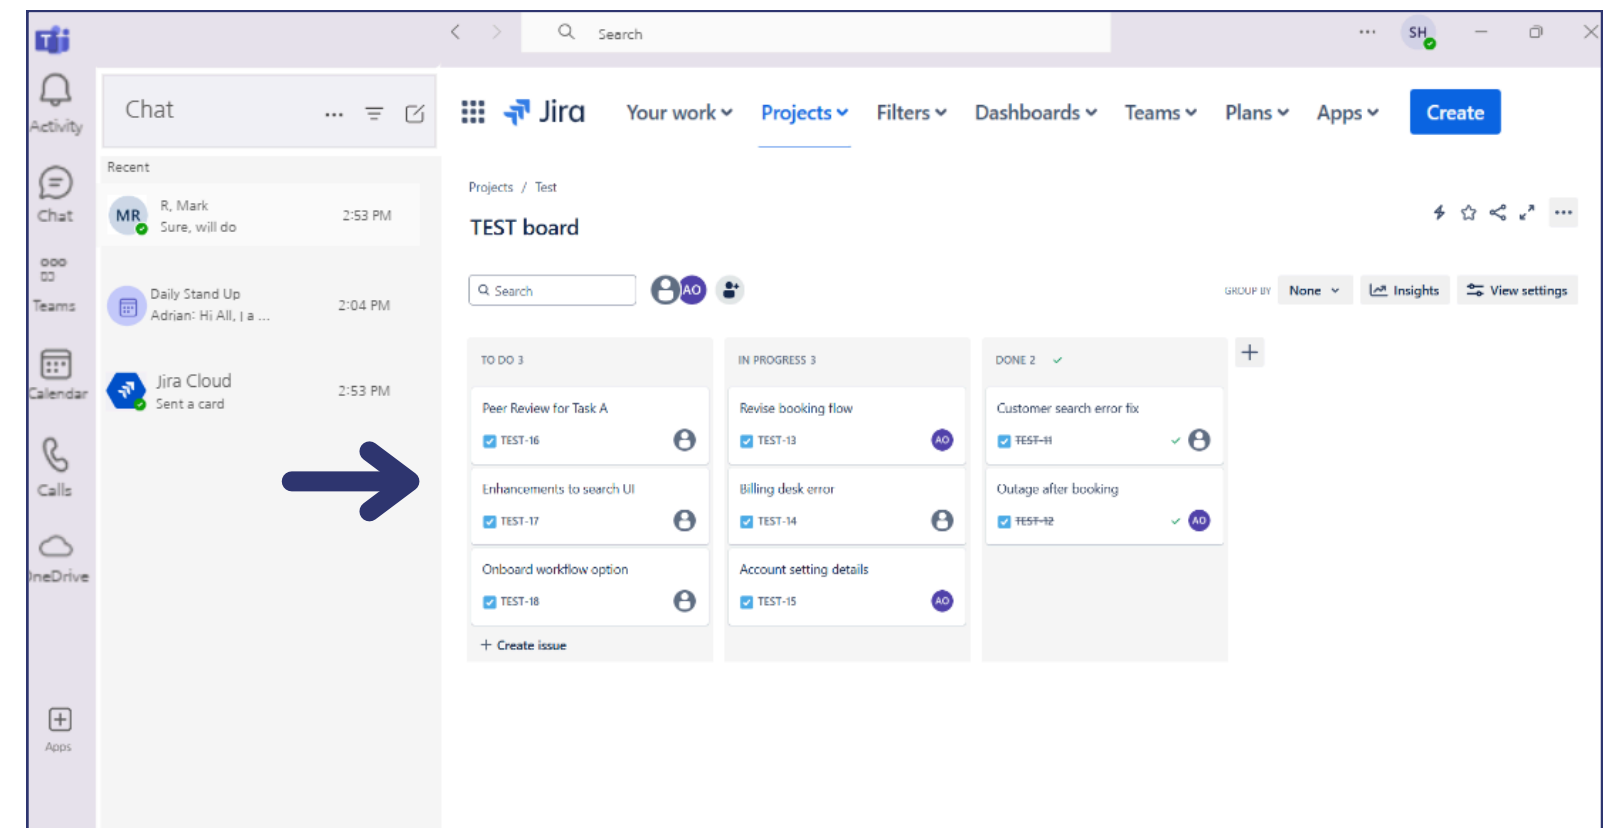 Search
SH
Activity
Chat
Teams
Calendar
Calls
OneDrive
Apps
Chat
Recent
MR
R, Mark
2:53 PM
Sure, will do
Daily Stand Up
2:04 PM
Adrian: Hi All, I a ...
Jira Cloud
2:53 PM
Sent a card
Jira
Your work
Projects
Filters
Dashboards
Teams
Plans
Apps
Create
Projects / Test
TEST board
Search
AO
GROUP BY
None
Insights
View settings
TO DO 3
Peer Review for Task A
TEST-16
Enhancements to search UI
TEST-17
Onboard workflow option
TEST-18
+ Create issue
IN PROGRESS 3
Revise booking flow
TEST-13
AO
Billing desk error
TEST-14
Account setting details
TEST-15
AO
DONE 2
Customer search error fix
TEST-11
Outage after booking
TEST-12
AO